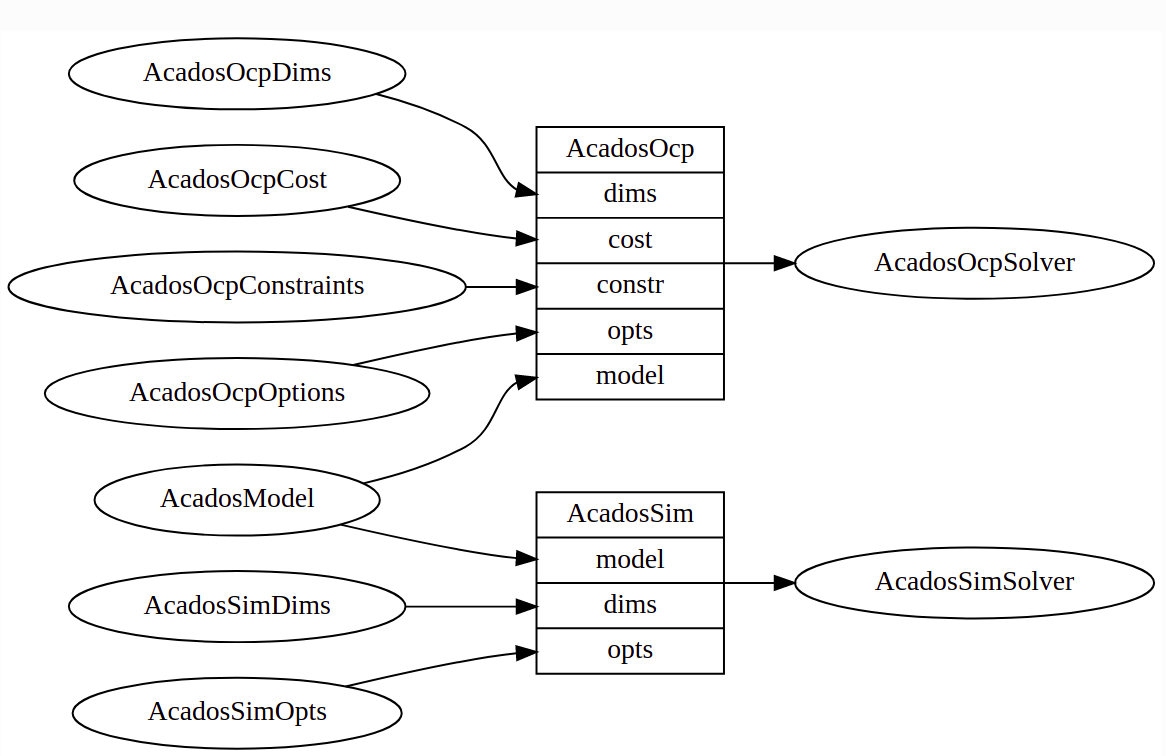 AcadosOcpDims
AcadosOcpCost
AcadosOcpConstraints
AcadosOcpOptions
AcadosModel
AcadosSimDims
AcadosSimOpts
AcadosOcp
dims
cost
constr
opts
model
AcadosSim
model
dims
opts
AcadosOcpSolver
AcadosSimSolver